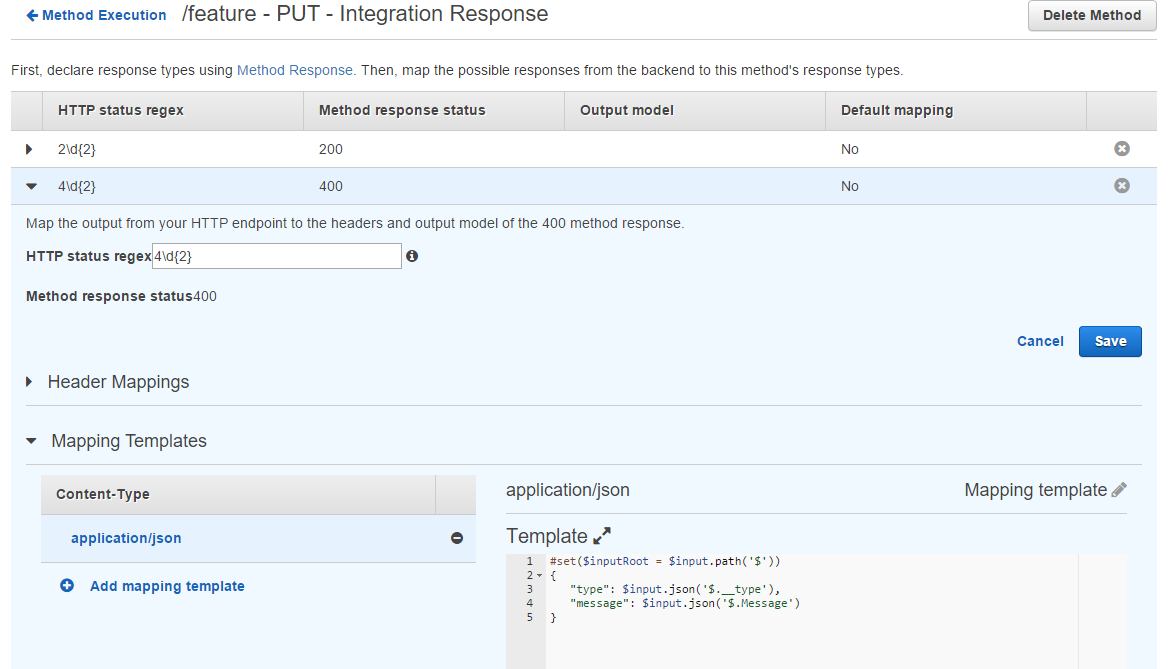 Method Execution /feature - PUT - Integration Response Delete Method
First, declare response types using Method Response. Then, map the possible responses from the backend to this method's response types.
HTTP status regex Method response status Output model Default mapping
2\d{2} 200 No
4\d{2} 400 No
Map the output from your HTTP endpoint to the headers and output model of the 400 method response.
HTTP status regex 4\d{2}
Method response status400
Cancel Save
Header Mappings
Mapping Templates
Content-Type
application/json
Add mapping template
application/json Mapping template
Template
1 #set($inputRoot = $input.path('$'))
2 {
3 "type": $input.json('$.__type'),
4 "message": $input.json('$.Message')
5 }